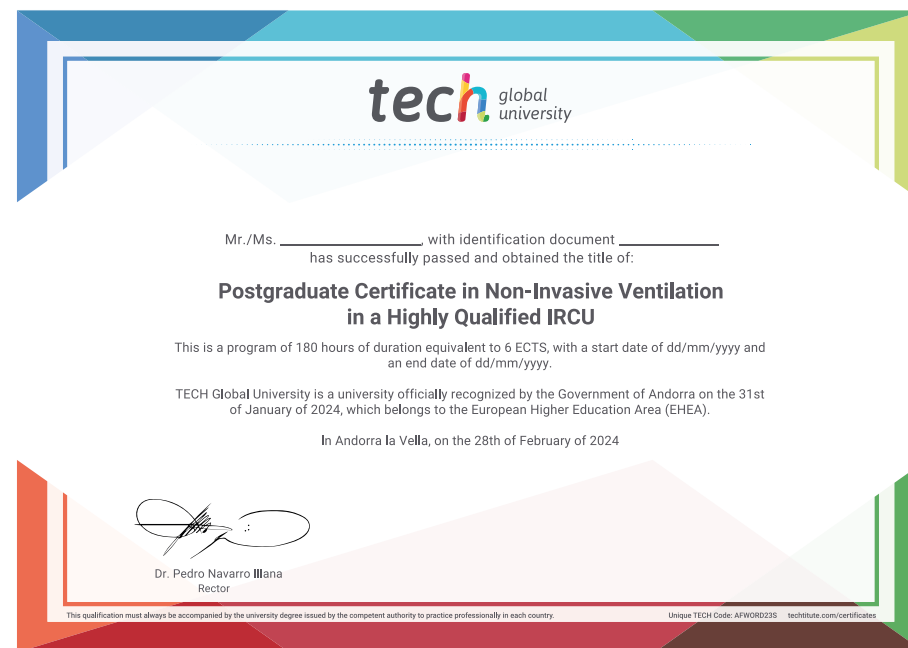 tech global university
Mr./Ms. ____________________, with identification document ______________
has successfully passed and obtained the title of:
Postgraduate Certificate in Non-Invasive Ventilation
in a Highly Qualified IRCU
This is a program of 180 hours of duration equivalent to 6 ECTS, with a start date of dd/mm/yyyy and
an end date of dd/mm/yyyy.
TECH Global University is a university officially recognized by the Government of Andorra on the 31st
of January of 2024, which belongs to the European Higher Education Area (EHEA).
In Andorra la Vella, on the 28th of February of 2024
Dr. Pedro Navarro Illana
Rector
This qualification must always be accompanied by the university degree issued by the competent authority to practice professionally in each country.
Unique TECH Code: AFWORD23S techtitute.com/certificates